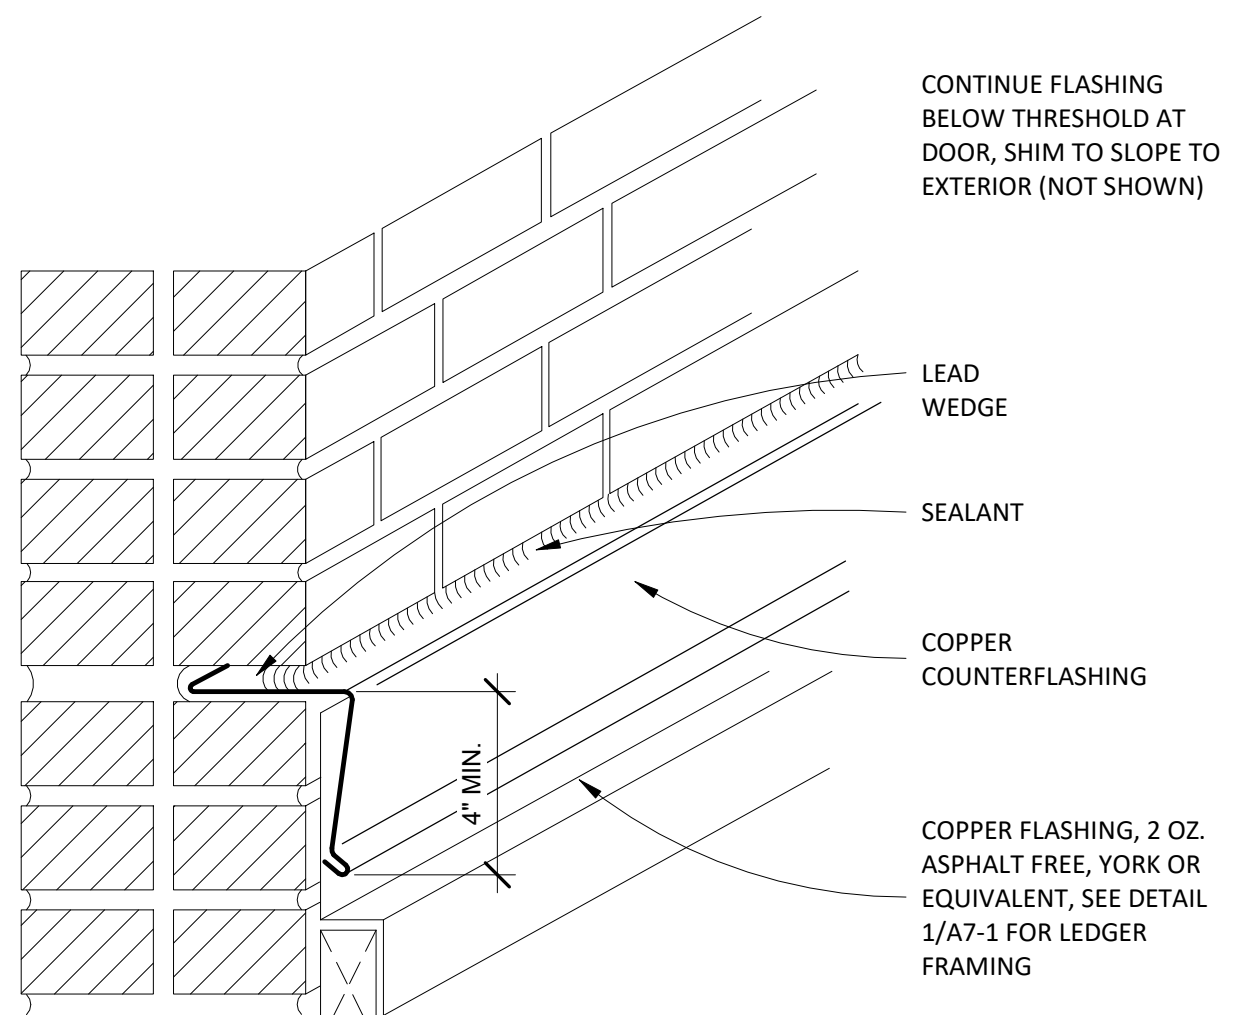 CONTINUE FLASHING
BELOW THRESHOLD AT
DOOR, SHIM TO SLOPE TO
EXTERIOR (NOT SHOWN)
LEAD
WEDGE
SEALANT
COPPER
COUNTERFLASHING
4" MIN.
COPPER FLASHING, 2 OZ.
ASPHALT FREE, YORK OR
EQUIVALENT, SEE DETAIL
1/A7-1 FOR LEDGER
FRAMING